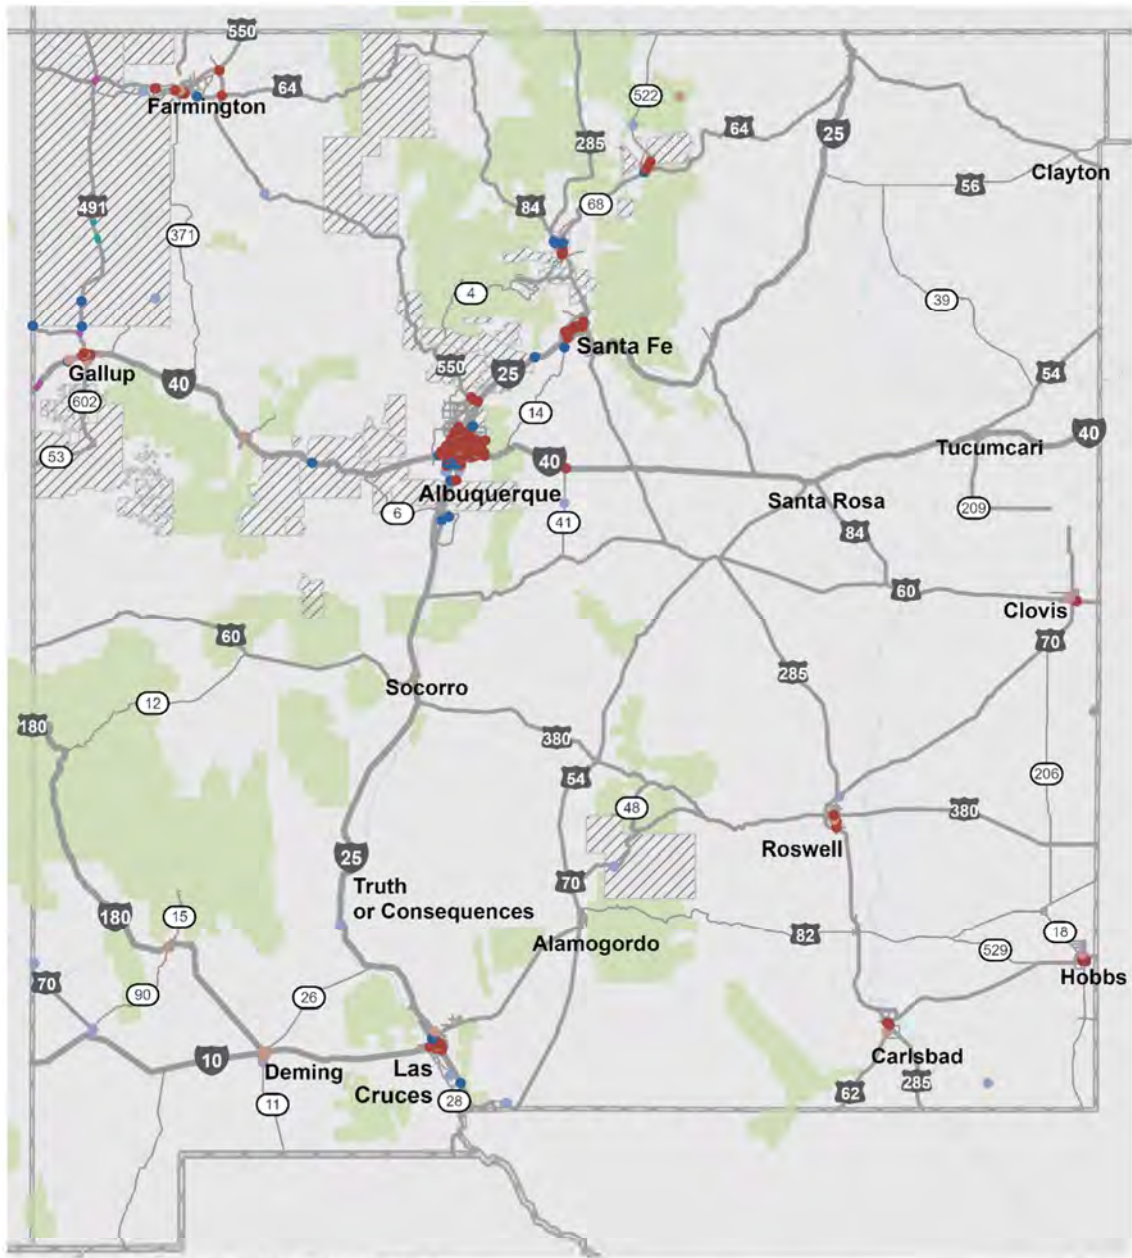 550
64
Farmington
522
64
25
285
Clayton
56
84
68
491
371
4
39
Santa Fe
550
25
54
Gallup
40
602
14
40
Tucumcari
53
40
Albuquerque
Santa Rosa
6
41
209
84
60
Clovis
60
70
285
Socorro
12
180
380
54
206
48
380
Roswell
25
Truth
or Consequences
70
180
15
Alamogordo
82
18
529
Hobbs
70
90
26
10
Deming
Las
Cruces
Carlsbad
11
28
62
285